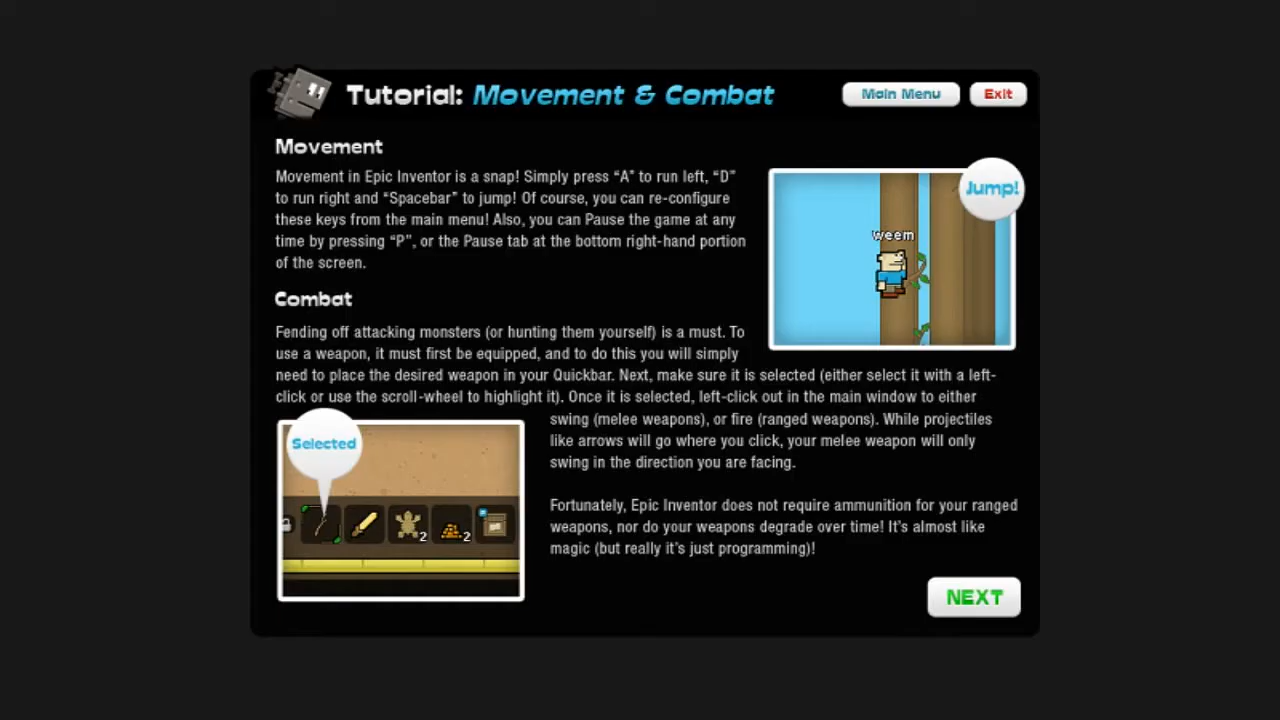 Tutorial: Movement & Combat
Main Menu
Exit
Movement
Movement in Epic Inventor is a snap! Simply press “A” to run left, “D”
to run right and “Spacebar” to jump! Of course, you can re-configure
these keys from the main menu! Also, you can Pause the game at any
time by pressing “P”, or the Pause tab at the bottom right-hand portion
of the screen.
Jump!
weem
Combat
Fending off attacking monsters (or hunting them yourself) is a must. To
use a weapon, it must first be equipped, and to do this you will simply
need to place the desired weapon in your Quickbar. Next, make sure it is selected (either select it with a left-
click or use the scroll-wheel to highlight it). Once it is selected, left-click out in the main window to either
swing (melee weapons), or fire (ranged weapons). While projectiles
like arrows will go where you click, your melee weapon will only
swing in the direction you are facing.
Selected
2
2
Fortunately, Epic Inventor does not require ammunition for your ranged
weapons, nor do your weapons degrade over time! It’s almost like
magic (but really it’s just programming)!
NEXT